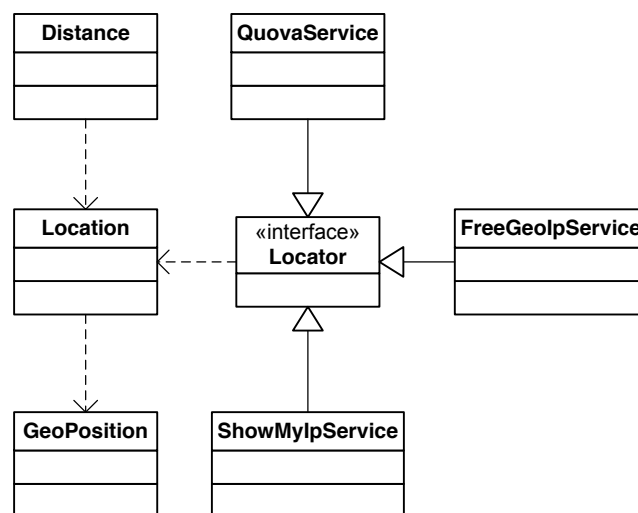 Distance
QuovaService
Location
«interface»
Locator
FreeGeoIpService
GeoPosition
ShowMyIpService